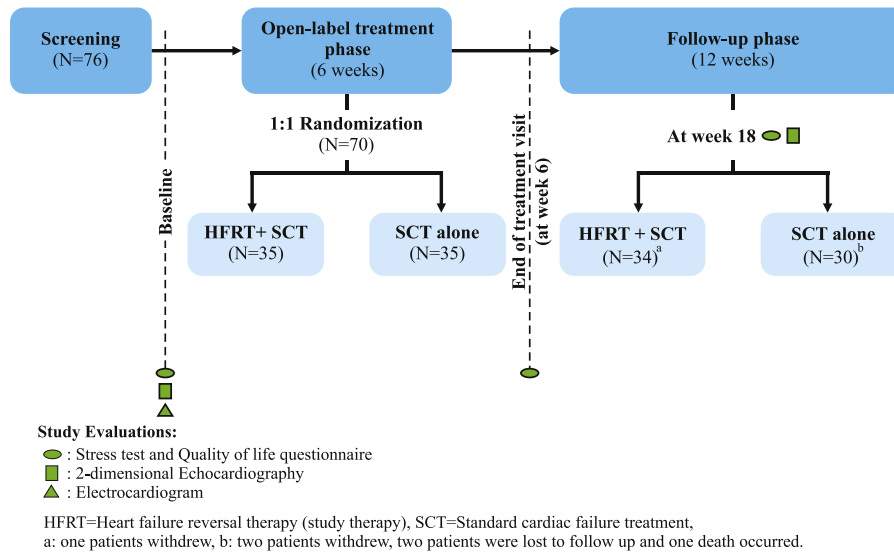 Screening
(N=76)
Open-label treatment
phase
(6 weeks)
Follow-up phase
(12 weeks)
1:1 Randomization
(N=70)
At week 18
Baseline
End of treatment visit
(at week 6)
HFRT+ SCT
(N=35)
SCT alone
(N=35)
HFRT + SCT
(N=34)a
SCT alone
(N=30)b
Study Evaluations:
: Stress test and Quality of life questionnaire
: 2-dimensional Echocardiography
: Electrocardiogram
HFRT=Heart failure reversal therapy (study therapy), SCT=Standard cardiac failure treatment,
a: one patients withdrew, b: two patients withdrew, two patients were lost to follow up and one death occurred.